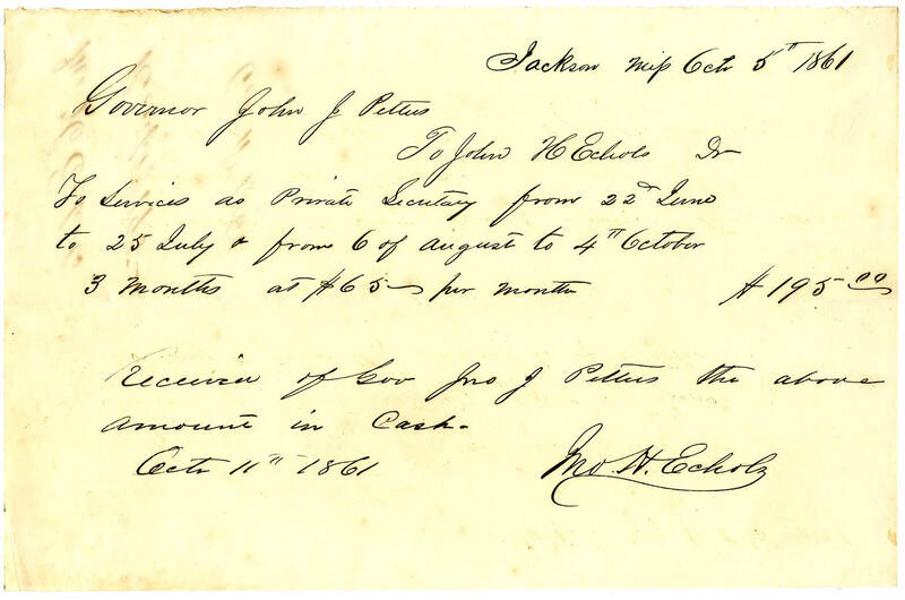 Jackson Miſs Octr 5th 1861
Governor John J Pettus
To John H Echols Dr
To Services as Private Secretary from 22d June
to 25 July & from 6 of August to 4th October
3 months at $65 per month $195.00
Received of Gov Jno J Pettus the above
amount in Cash.
Octr 11th 1861 Jno. H. Echols